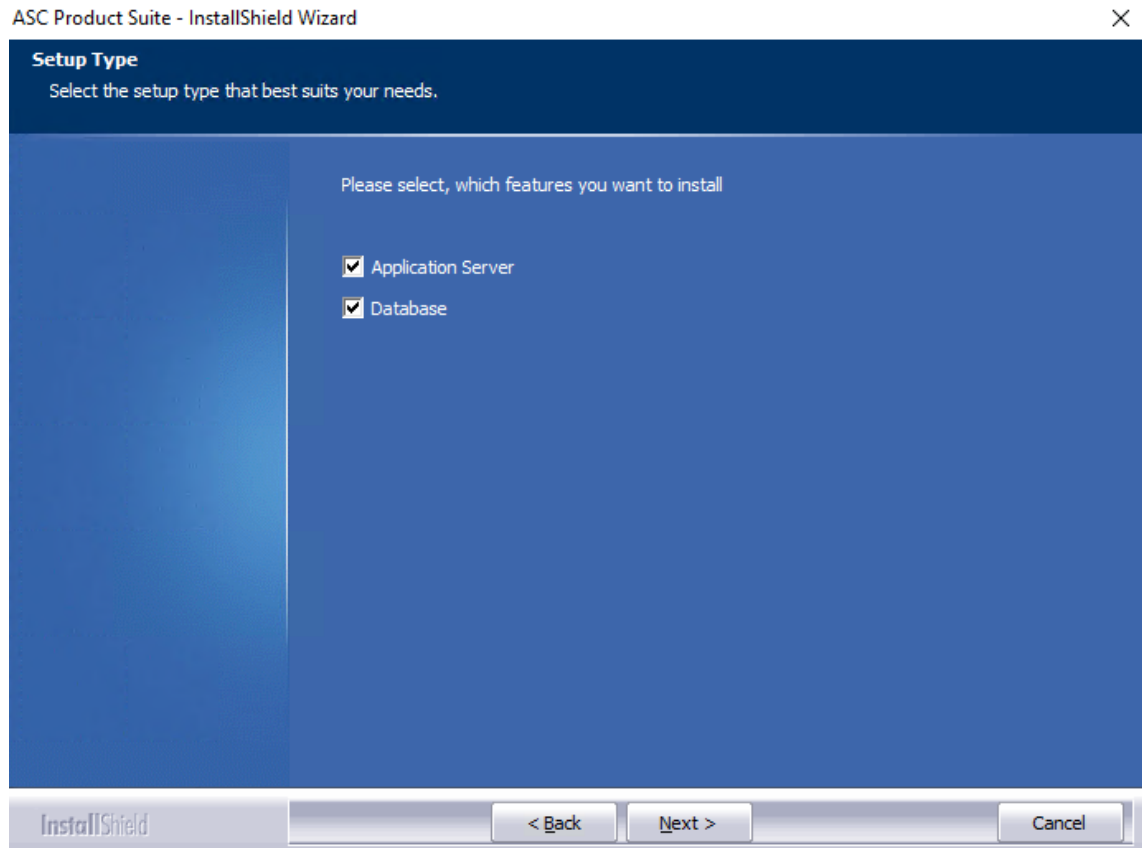 ASC Product Suite - InstallShield Wizard
Setup Type
Select the setup type that best suits your needs.
Please select, which features you want to install
Application Server
Database
InstallShield
< Back
Next >
Cancel